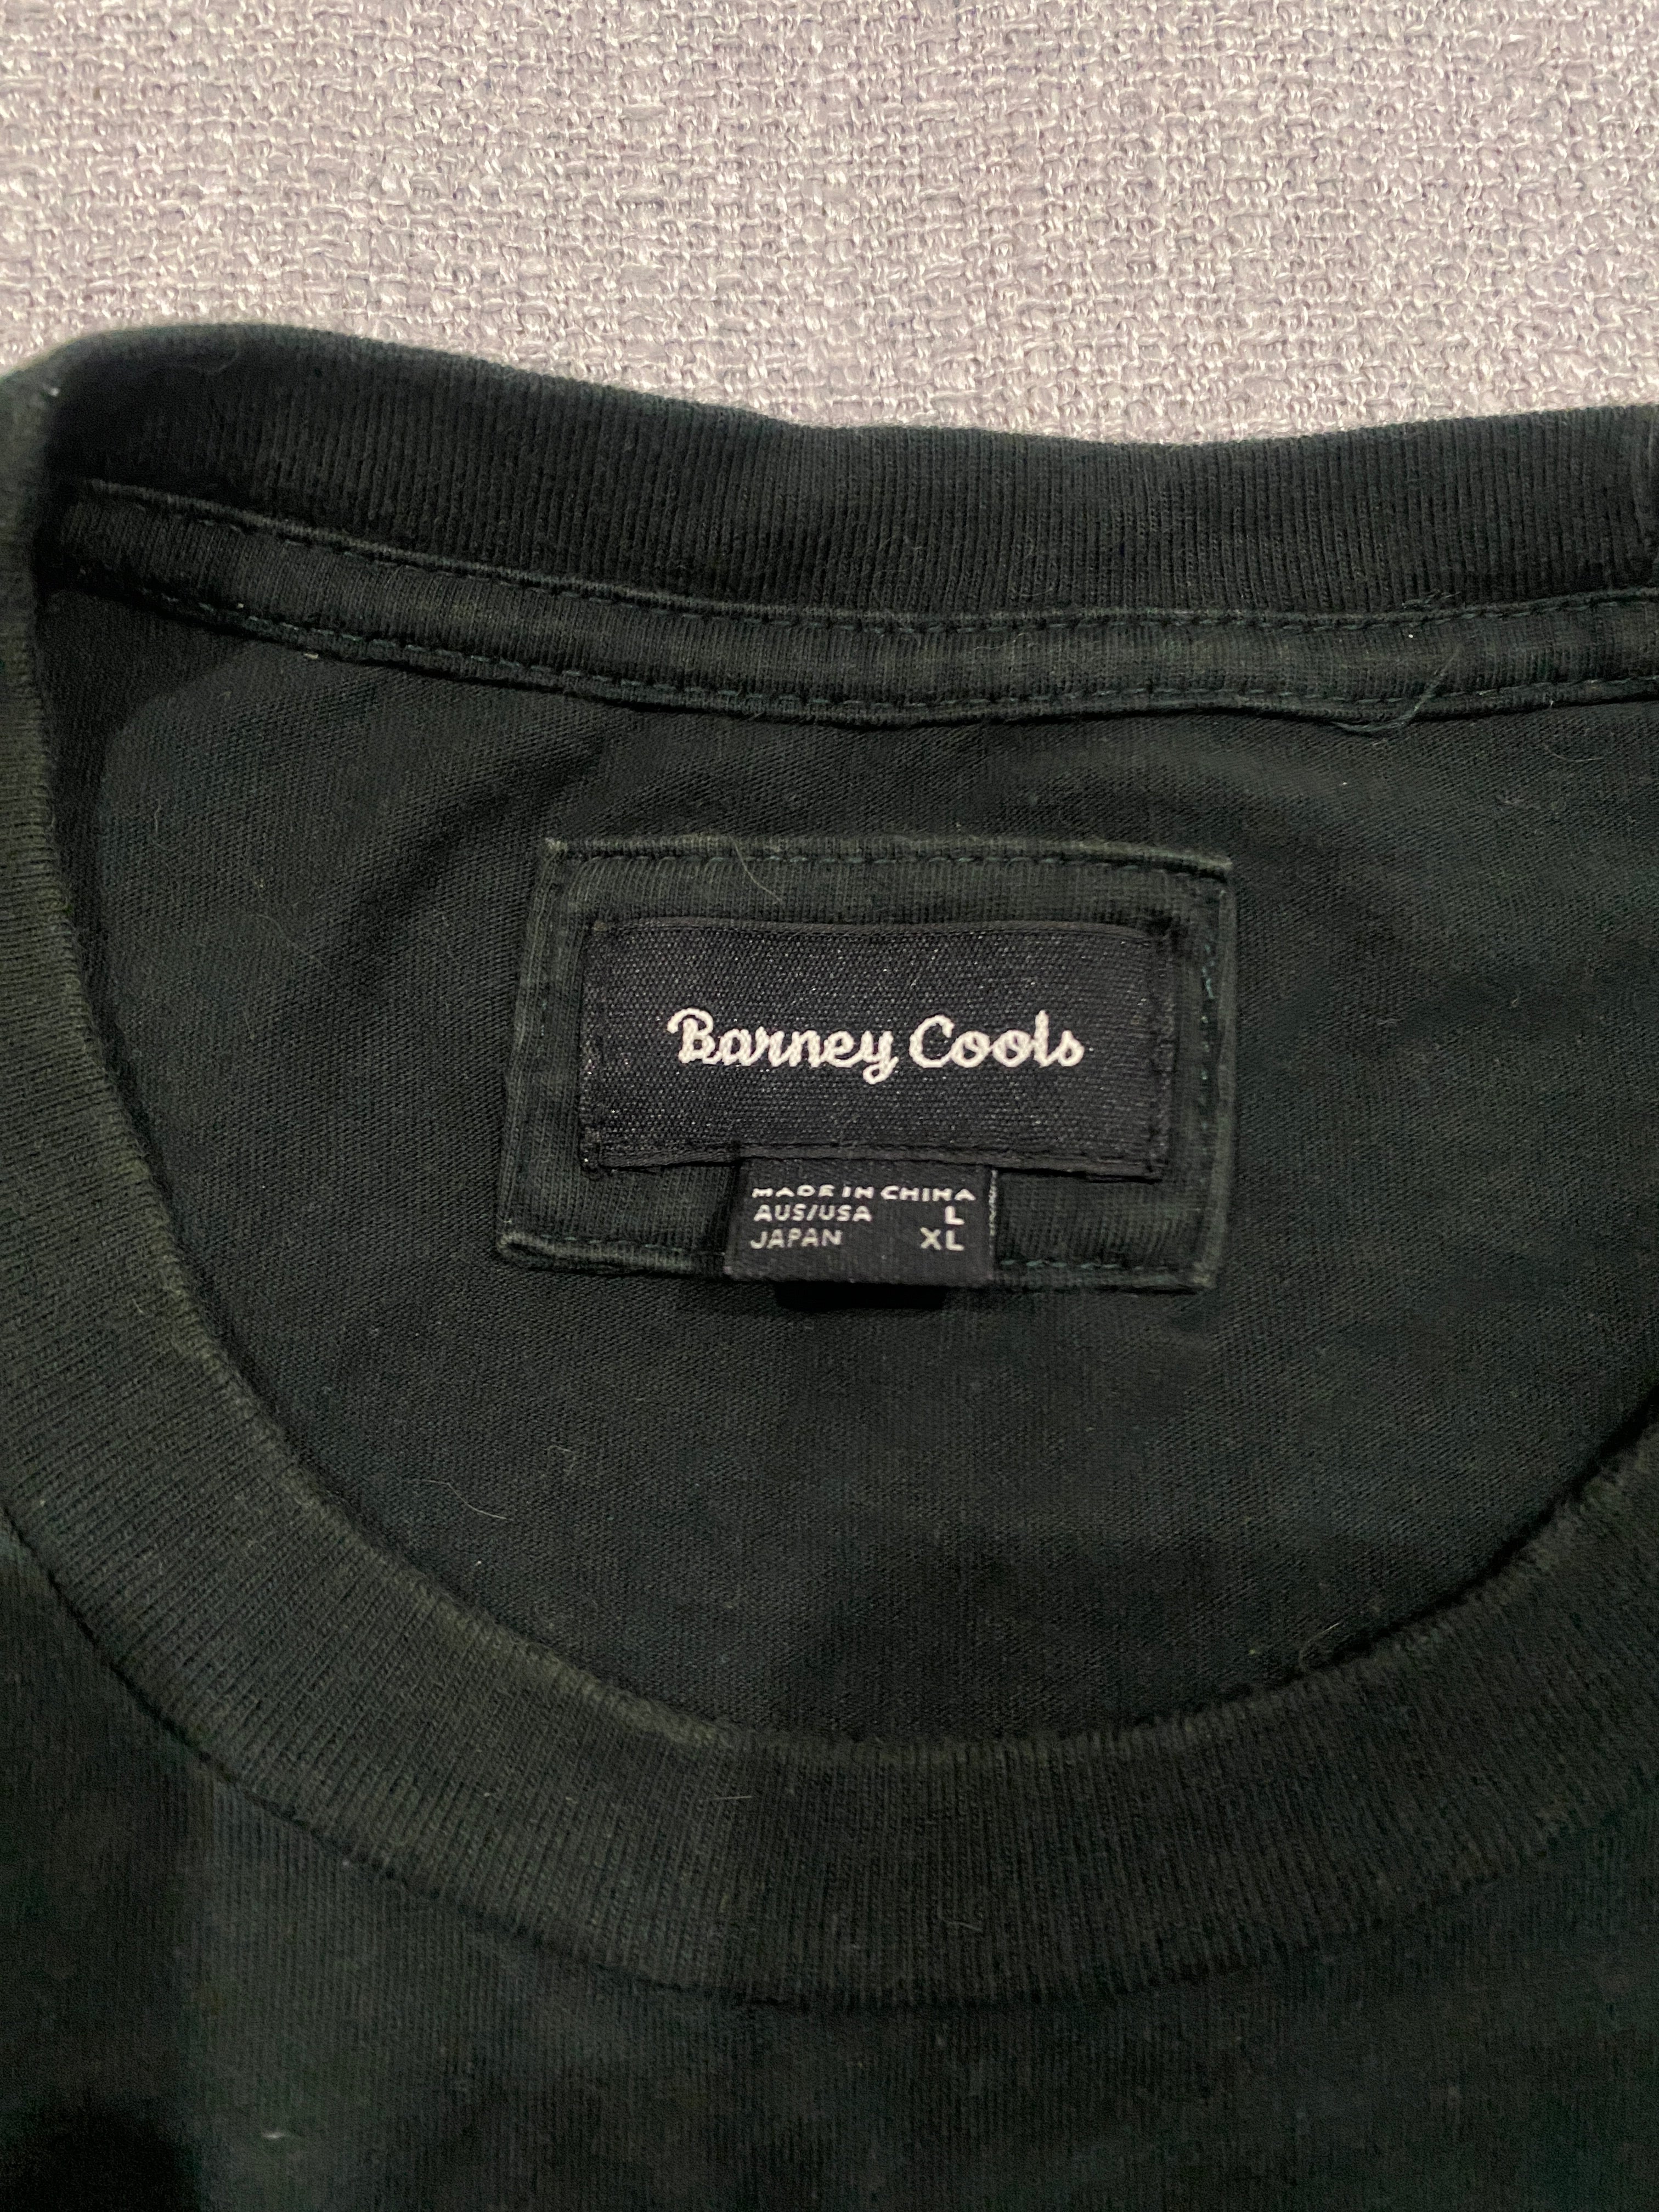 Barney Cools
MADE IN CHINA
AUS/USA L
JAPAN XL